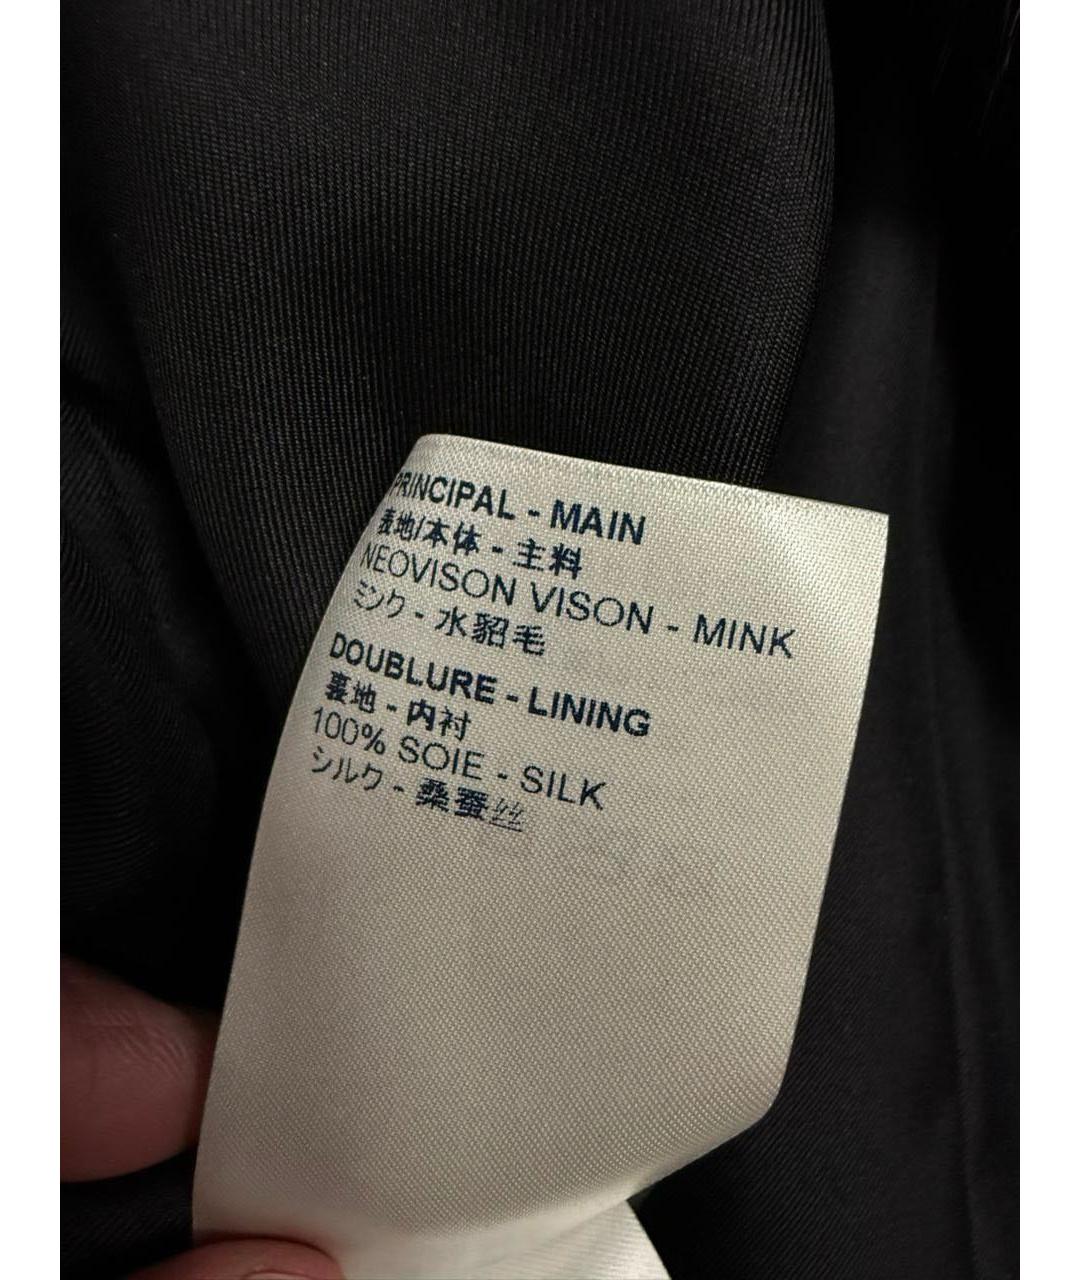 PRINCIPAL - MAIN
表地/本体 - 主料
NEOVISON VISON - MINK
ミンク - 水貂毛
DOUBLURE - LINING
裏地 - 内衬
100% SOIE - SILK
シルク - 桑蚕丝